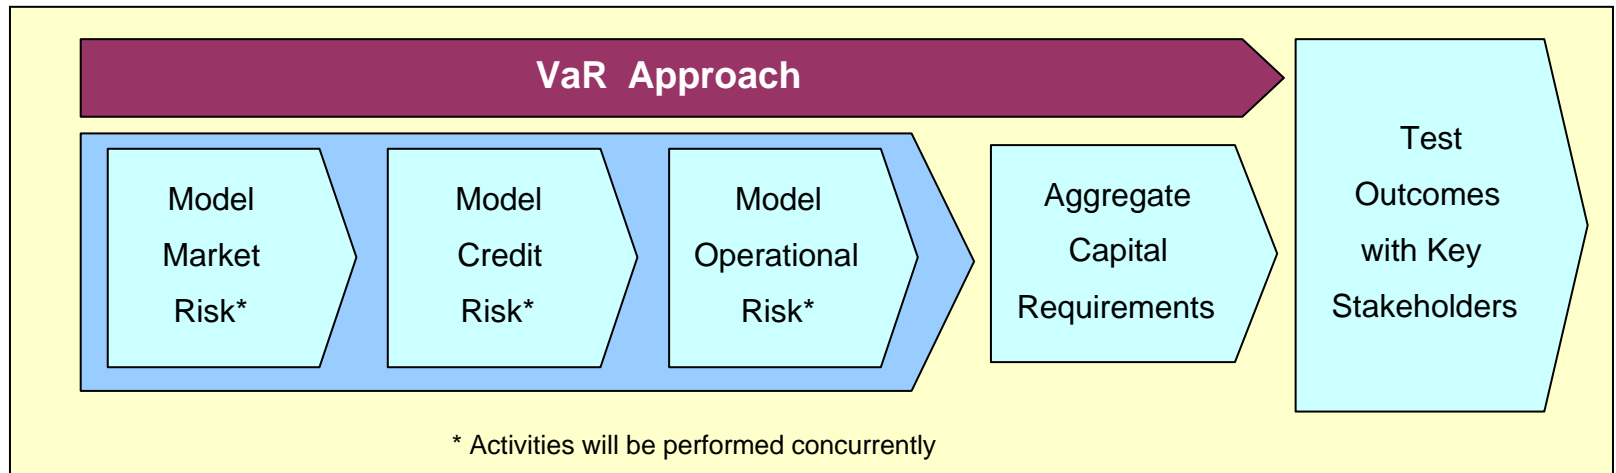 VaR Approach
Model
Market
Risk*
Model
Credit
Risk*
Model
Operational
Risk*
Aggregate
Capital
Requirements
Test
Outcomes
with Key
Stakeholders
* Activities will be performed concurrently